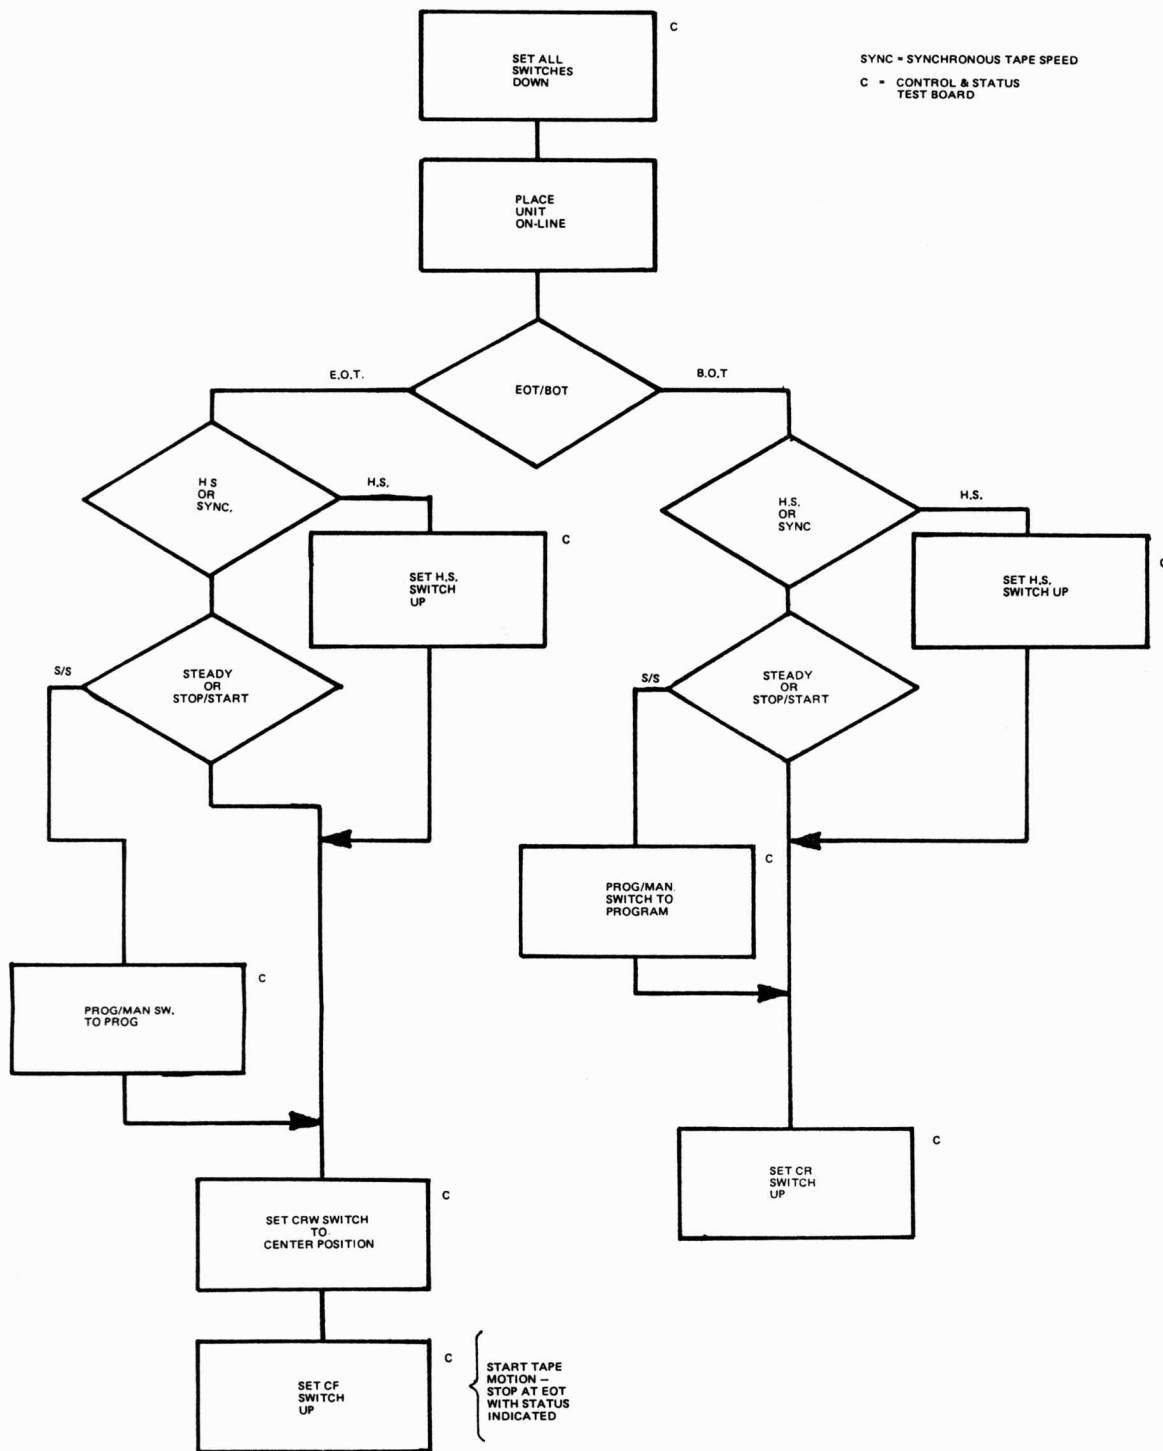 C
SET ALL
SWITCHES
DOWN
SYNC = SYNCHRONOUS TAPE SPEED
C = CONTROL & STATUS
TEST BOARD
PLACE
UNIT
ON-LINE
E.O.T.
EOT/BOT
B.O.T
H S
OR
SYNC.
H.S.
C
SET H.S.
SWITCH
UP
H.S.
OR
SYNC
H.S.
C
SET H.S.
SWITCH UP
S/S
STEADY
OR
STOP/START
S/S
STEADY
OR
STOP/START
C
PROG/MAN.
SWITCH TO
PROGRAM
C
PROG/MAN SW.
TO PROG
C
SET CRW SWITCH
TO
CENTER POSITION
C
SET CR
SWITCH
UP
C
SET CF
SWITCH
UP
START TAPE
MOTION –
STOP AT EOT
WITH STATUS
INDICATED